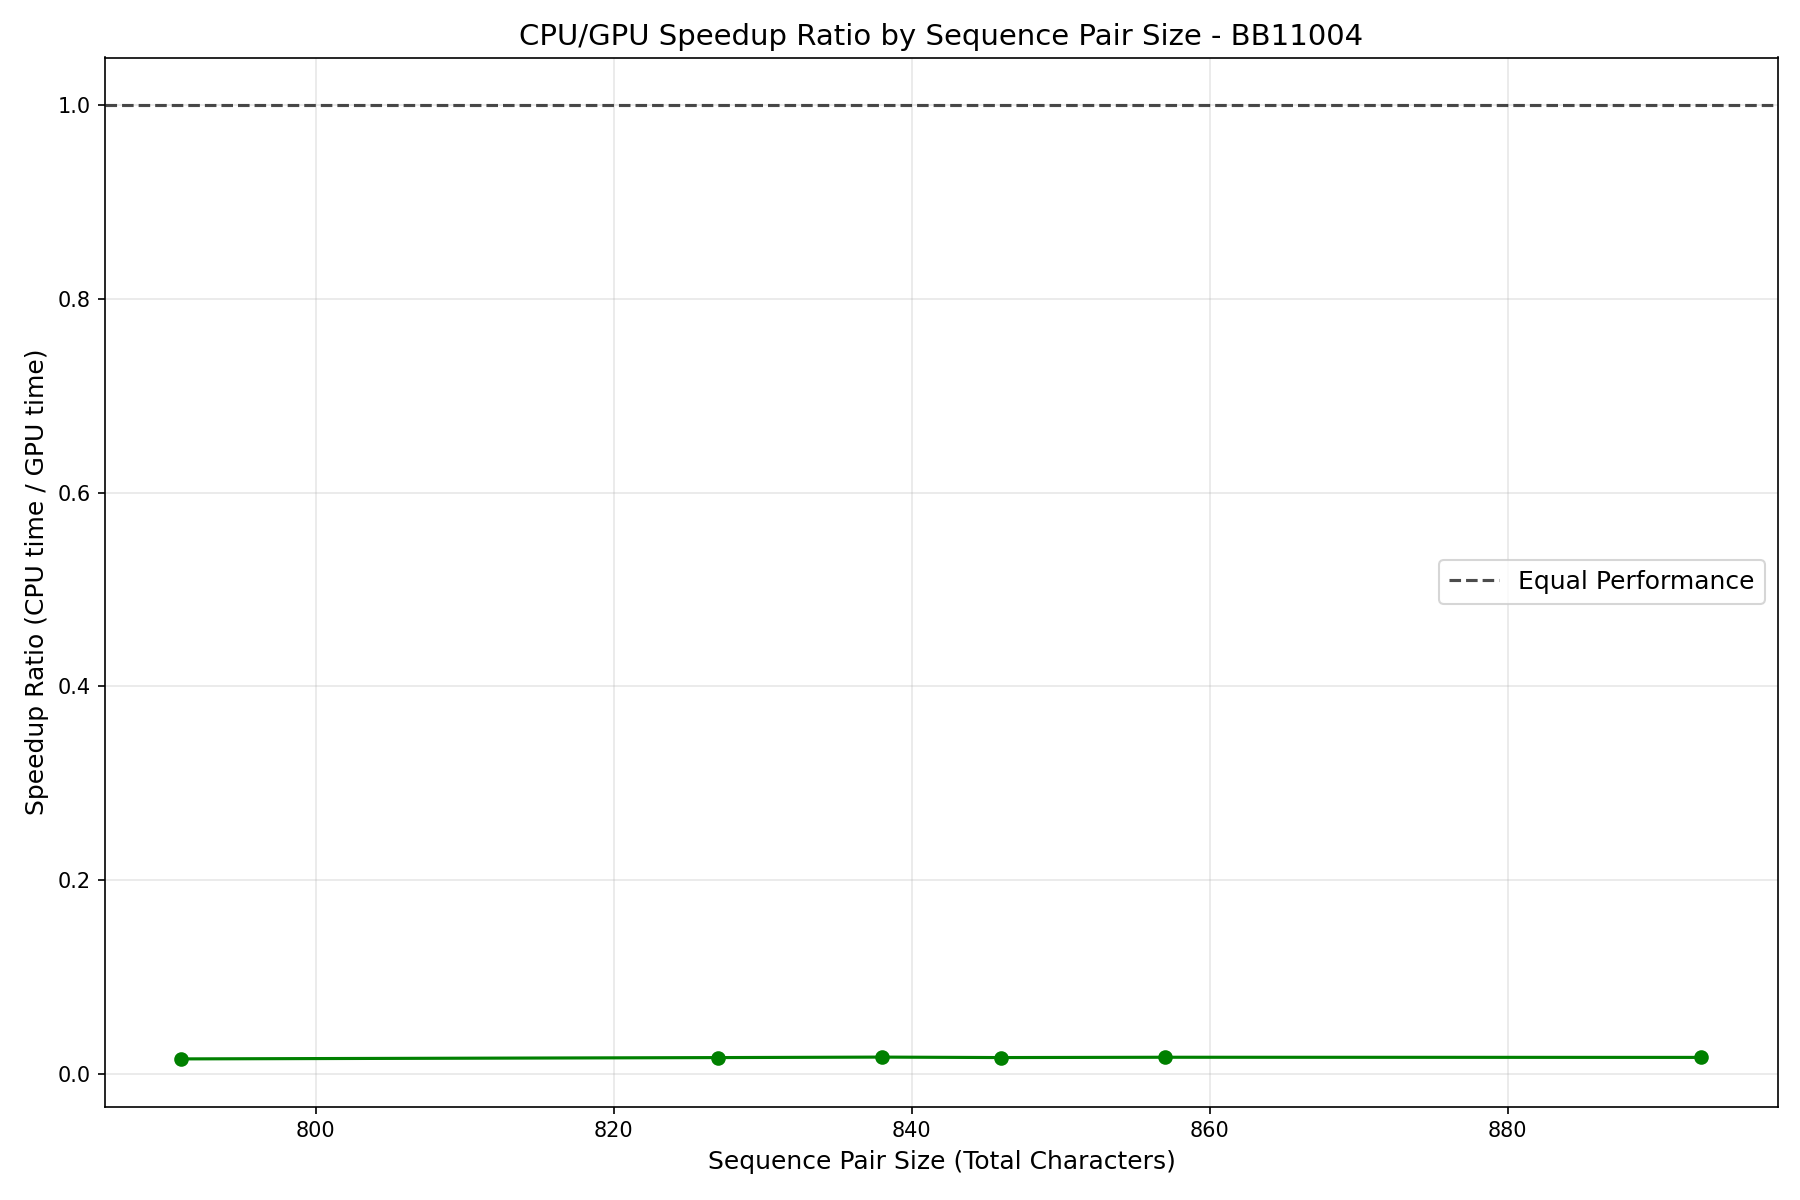 CPU/GPU Speedup Ratio by Sequence Pair Size - BB11004
Speedup Ratio (CPU time / GPU time)
1.0
0.8
0.6
0.4
0.2
0.0
Equal Performance
800 820 840 860 880
Sequence Pair Size (Total Characters)